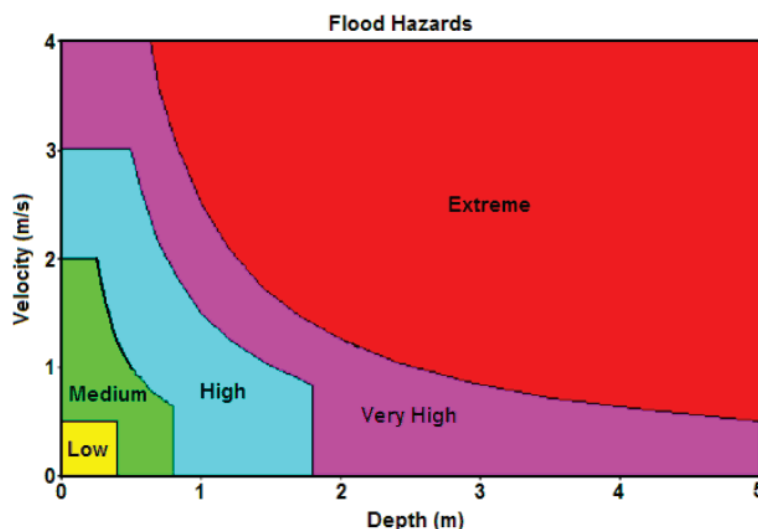 Flood Hazards
4
3
2
1
0
Velocity (m/s)
Extreme
Medium
High
Very High
Low
0 1 2 3 4 5
Depth (m)